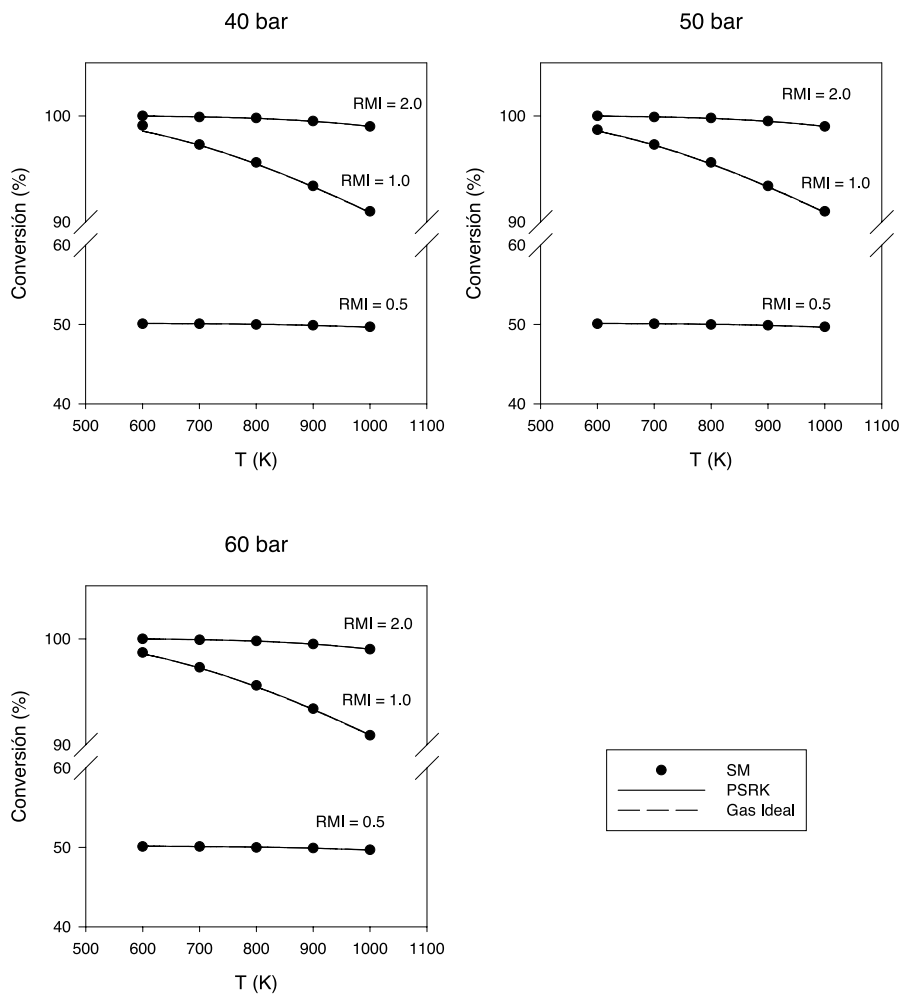 40 bar
100
90
60
50
40
Conversión (%)
RMI = 2.0
RMI = 1.0
RMI = 0.5
500 600 700 800 900 1000 1100
T (K)
50 bar
100
90
60
50
40
Conversión (%)
RMI = 2.0
RMI = 1.0
RMI = 0.5
500 600 700 800 900 1000 1100
T (K)
60 bar
100
90
60
50
40
Conversión (%)
RMI = 2.0
RMI = 1.0
RMI = 0.5
500 600 700 800 900 1000 1100
T (K)
SM
PSRK
Gas Ideal